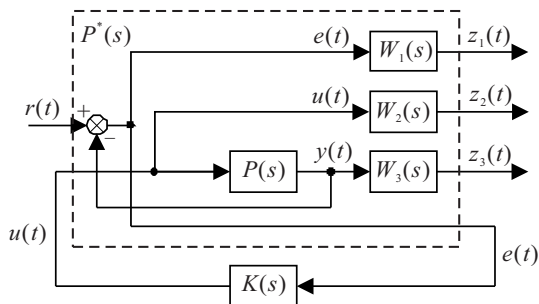 P*(s)
e(t)
W₁(s)
z₁(t)
r(t)
+
−
u(t)
W₂(s)
z₂(t)
P(s)
y(t)
W₃(s)
z₃(t)
u(t)
K(s)
e(t)